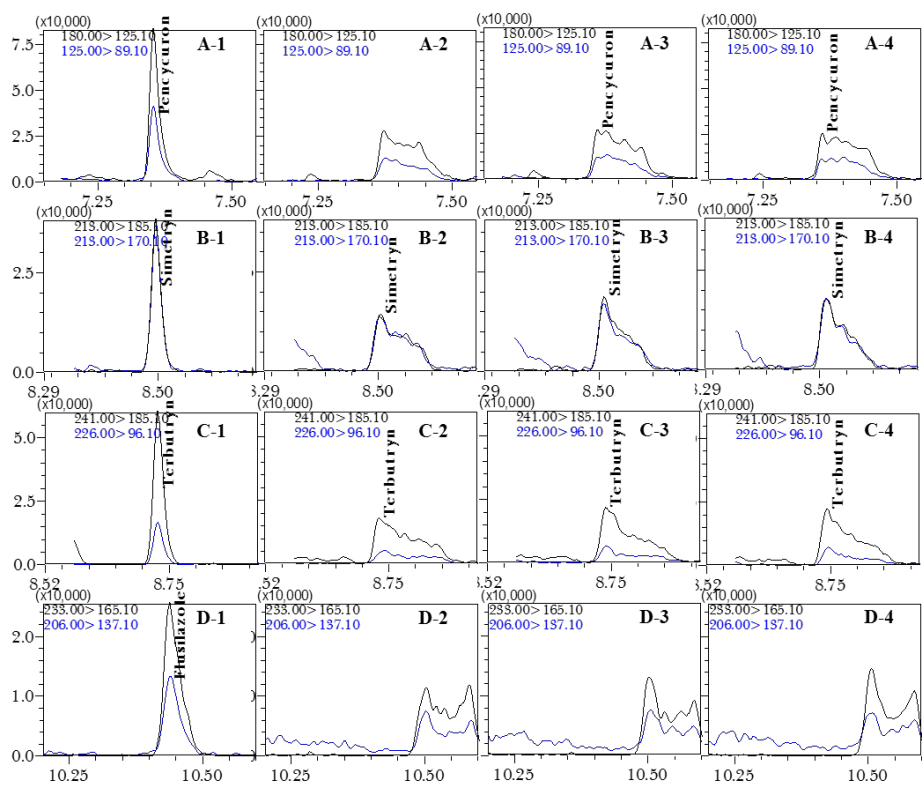 (x10,000) (x10,000) (x10,000) (x10,000)
180.00>125.10 A-1 180.00>125.10 A-2 180.00>125.10 A-3 180.00>125.10 A-4
125.00>89.10 125.00>89.10 125.00>89.10 125.00>89.10
Pencycuron Pencycuron Pencycuron
7.5
5.0
2.5
0.0
7.25 7.50 7.25 7.50 7.25 7.50 7.25 7.50
(x10,000) (x10,000) (x10,000) (x10,000)
213.00>185.10 B-1 213.00>185.10 B-2 213.00>185.10 B-3 213.00>185.10 B-4
213.00>170.10 213.00>170.10 213.00>170.10 213.00>170.10
Simetryn Simetryn Simetryn Simetryn
2.5
0.0
8.29 8.50 8.29 8.50 8.29 8.50 8.29 8.50
(x10,000) (x10,000) (x10,000) (x10,000)
241.00>185.10 C-1 241.00>185.10 C-2 241.00>185.10 C-3 241.00>185.10 C-4
226.00>96.10 226.00>96.10 226.00>96.10 226.00>96.10
Terbutryn Terbutryn Terbutryn Terbutryn
5.0
2.5
0.0
8.52 8.75 8.52 8.75 8.52 8.75 8.52 8.75
(x10,000) (x10,000) (x10,000) (x10,000)
233.00>165.10 D-1 233.00>165.10 D-2 233.00>165.10 D-3 233.00>165.10 D-4
206.00>137.10 206.00>137.10 206.00>137.10 206.00>137.10
Flusilazole
2.0
1.0
0.0
10.25 10.50 10.25 10.50 10.25 10.50 10.25 10.50